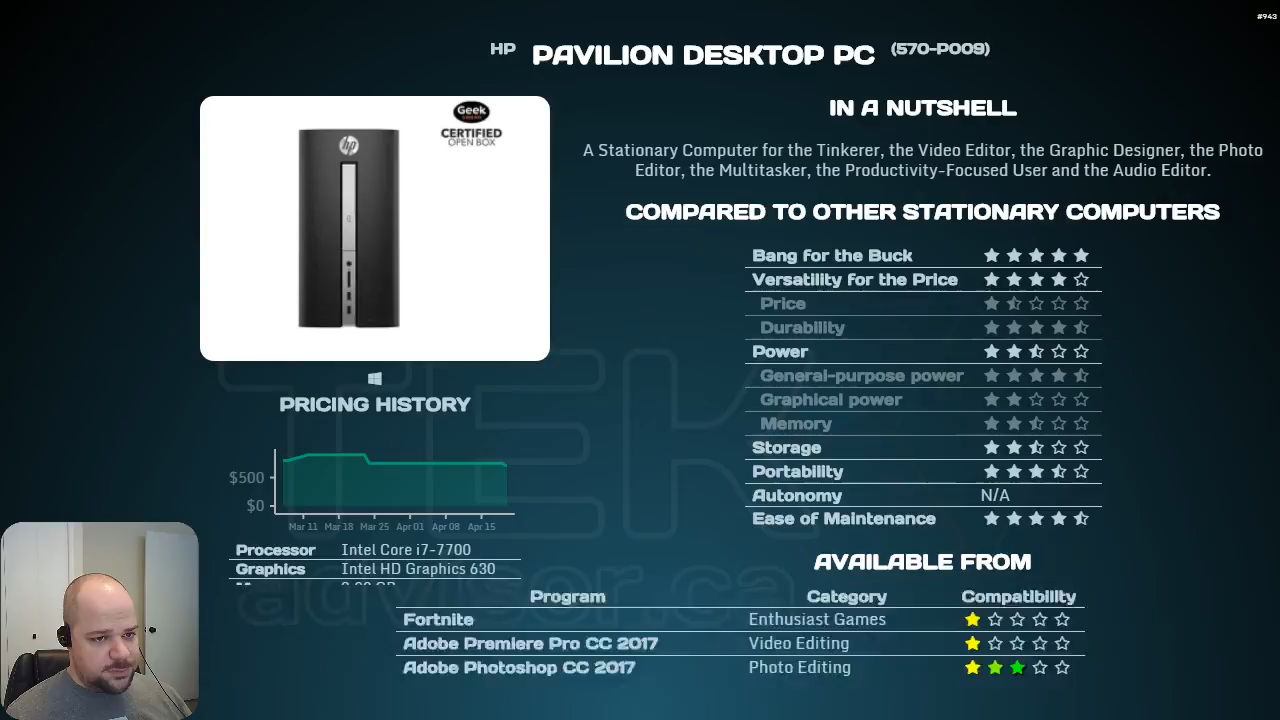 #943
HP PAVILION DESKTOP PC (570-P009)
Geek
CERTIFIED
OPEN BOX
hp
IN A NUTSHELL
A Stationary Computer for the Tinkerer, the Video Editor, the Graphic Designer, the Photo
Editor, the Multitasker, the Productivity-Focused User and the Audio Editor.
COMPARED TO OTHER STATIONARY COMPUTERS
Bang for the Buck
Versatility for the Price
Price
Durability
Power
General-purpose power
Graphical power
Memory
Storage
Portability
Autonomy N/A
Ease of Maintenance
PRICING HISTORY
$500
$0
Mar 11 Mar 18 Mar 25 Apr 01 Apr 08 Apr 15
Processor Intel Core i7-7700
Graphics Intel HD Graphics 630
TEK
advisor.ca
AVAILABLE FROM
Program Category Compatibility
Fortnite Enthusiast Games
Adobe Premiere Pro CC 2017 Video Editing
Adobe Photoshop CC 2017 Photo Editing